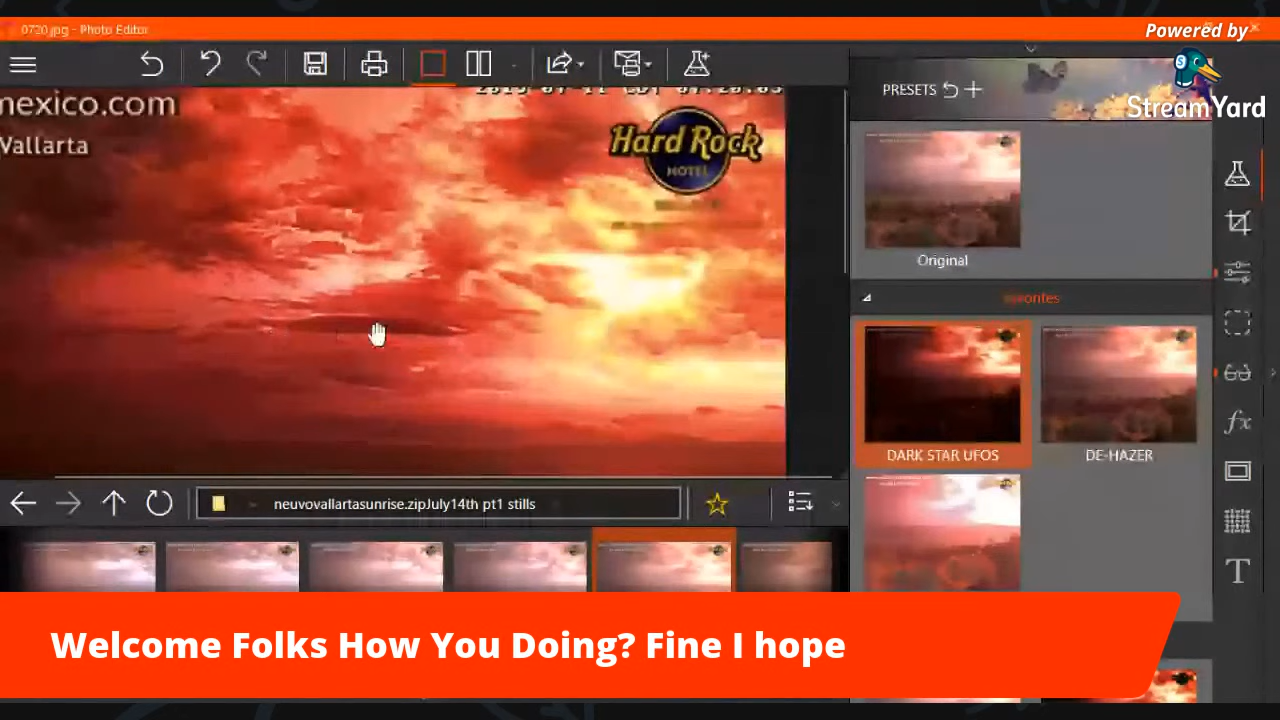 0720.jpg - Photo Editor
Powered by
StreamYard
mexico.com
Vallarta
Hard Rock
HOTEL
PRESETS
Original
DARK STAR UFOS
DE-HAZER
neuvovallartasunrise.zipJuly14th pt1 stills
fx
T
Welcome Folks How You Doing? Fine I hope